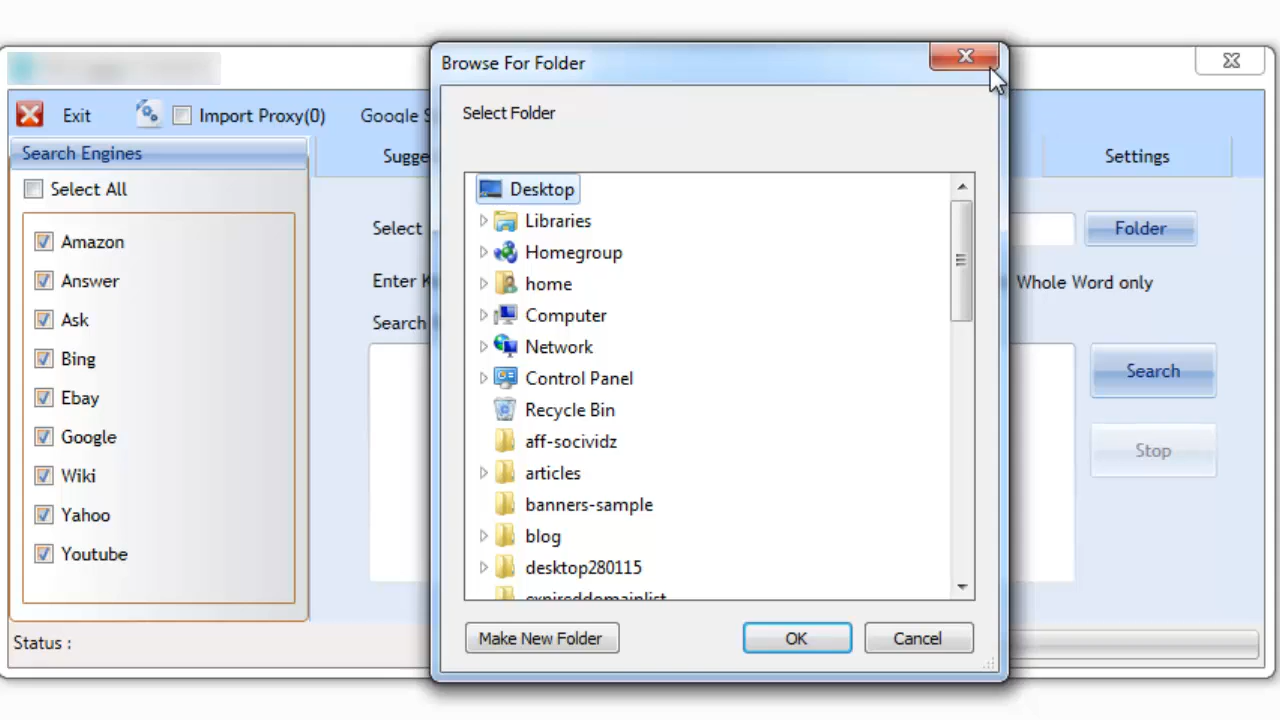 Browse For Folder
Exit
Import Proxy(0)
Google S
Select Folder
Search Engines
Sugge
Settings
Select All
Desktop
Amazon
Answer
Ask
Bing
Ebay
Google
Wiki
Yahoo
Youtube
Select
Folder
Enter K
Whole Word only
Search
Libraries
Homegroup
home
Computer
Network
Control Panel
Recycle Bin
aff-socividz
articles
banners-sample
blog
desktop280115
expireddomainlist
Search
Stop
Make New Folder
OK
Cancel
Status :